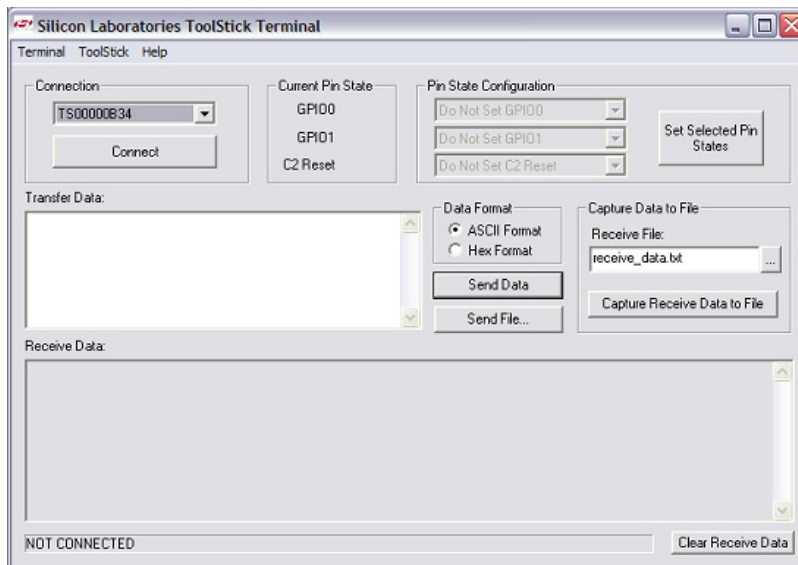 Silicon Laboratories ToolStick Terminal
Terminal ToolStick Help
Connection
TS00000B34
Connect
Current Pin State
GPIO0
GPIO1
C2 Reset
Pin State Configuration
Do Not Set GPIO0
Do Not Set GPIO1
Do Not Set C2 Reset
Set Selected Pin
States
Transfer Data:
Data Format
ASCII Format
Hex Format
Send Data
Send File...
Capture Data to File
Receive File:
receive_data.txt
...
Capture Receive Data to File
Receive Data:
NOT CONNECTED
Clear Receive Data